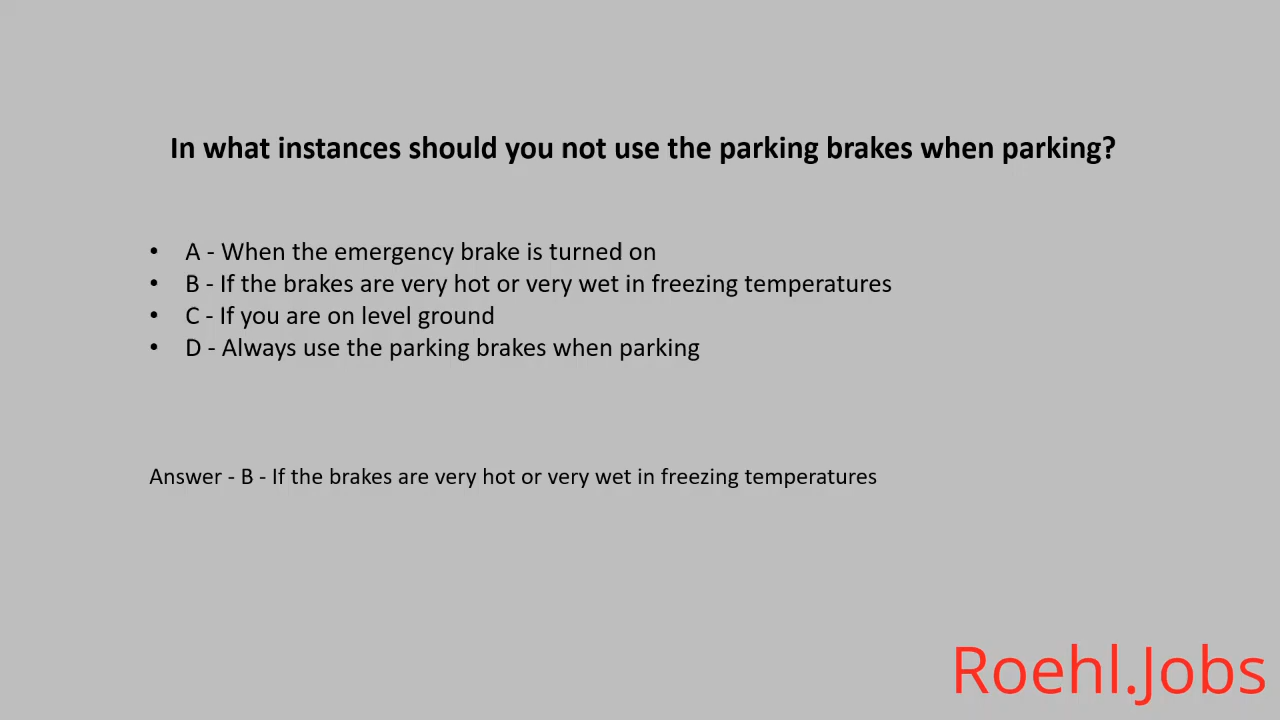 In what instances should you not use the parking brakes when parking?
• A - When the emergency brake is turned on
• B - If the brakes are very hot or very wet in freezing temperatures
• C - If you are on level ground
• D - Always use the parking brakes when parking
Answer - B - If the brakes are very hot or very wet in freezing temperatures
Roehl.Jobs